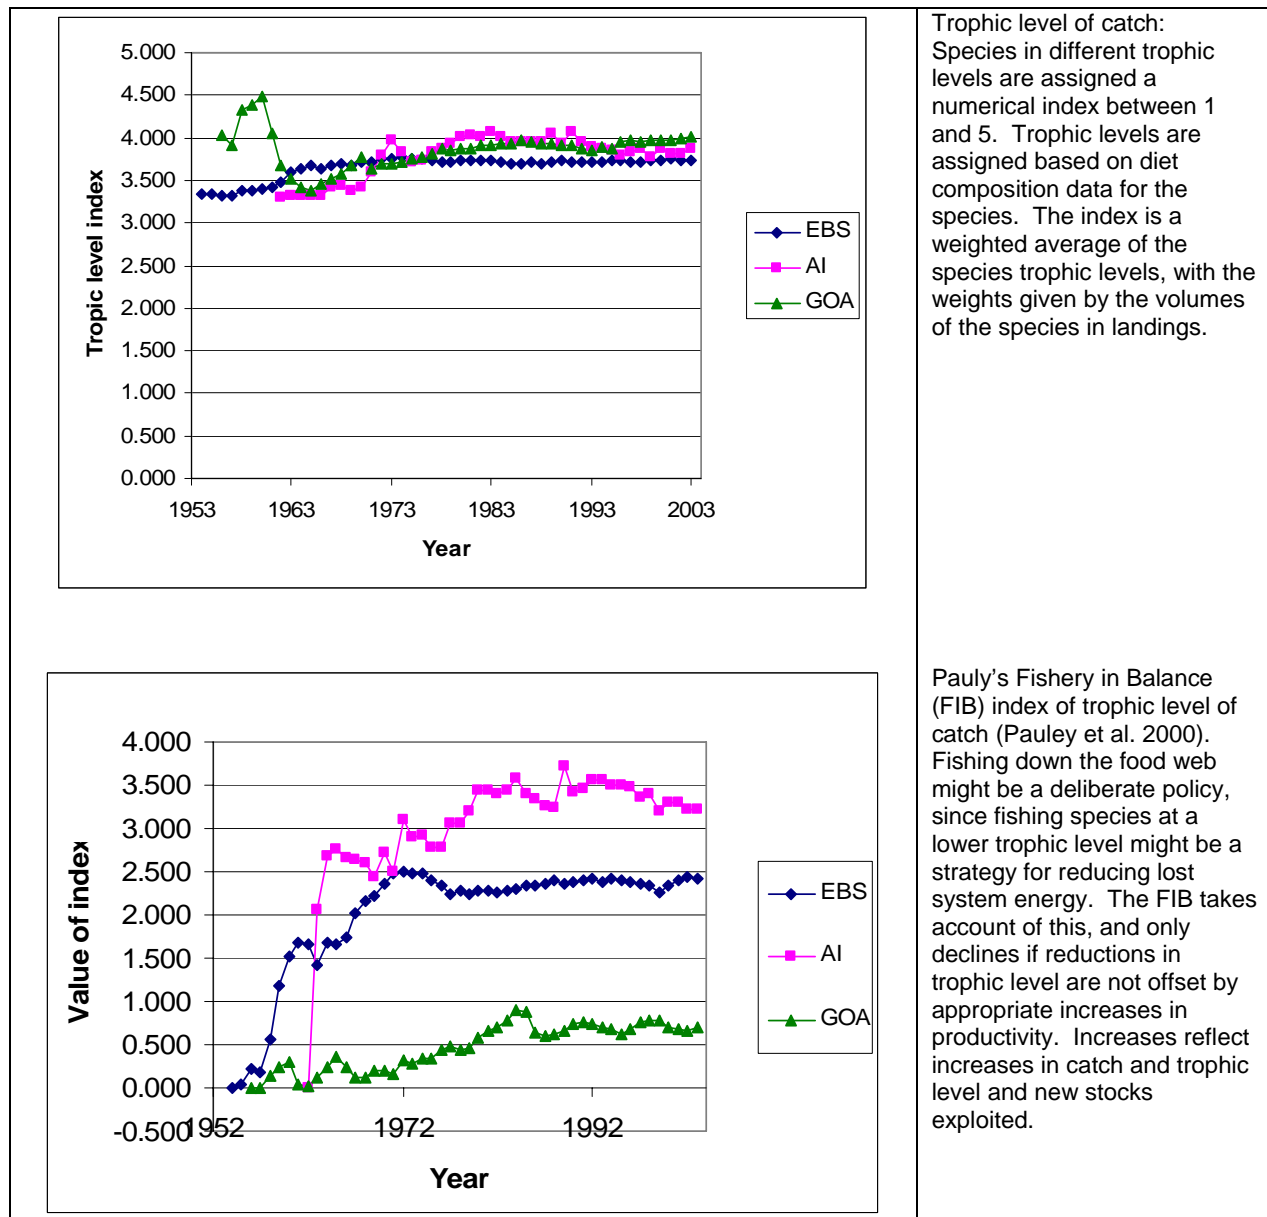 5.000
4.500
4.000
3.500
3.000
2.500
2.000
1.500
1.000
0.500
0.000
Tropic level index
1953 1963 1973 1983 1993 2003
Year
EBS
AI
GOA
Trophic level of catch:
Species in different trophic
levels are assigned a
numerical index between 1
and 5. Trophic levels are
assigned based on diet
composition data for the
species. The index is a
weighted average of the
species trophic levels, with the
weights given by the volumes
of the species in landings.
4.000
3.500
3.000
2.500
2.000
1.500
1.000
0.500
0.000
-0.500
Value of index
1952 1972 1992
Year
EBS
AI
GOA
Pauly's Fishery in Balance
(FIB) index of trophic level of
catch (Pauley et al. 2000).
Fishing down the food web
might be a deliberate policy,
since fishing species at a
lower trophic level might be a
strategy for reducing lost
system energy. The FIB takes
account of this, and only
declines if reductions in
trophic level are not offset by
appropriate increases in
productivity. Increases reflect
increases in catch and trophic
level and new stocks
exploited.